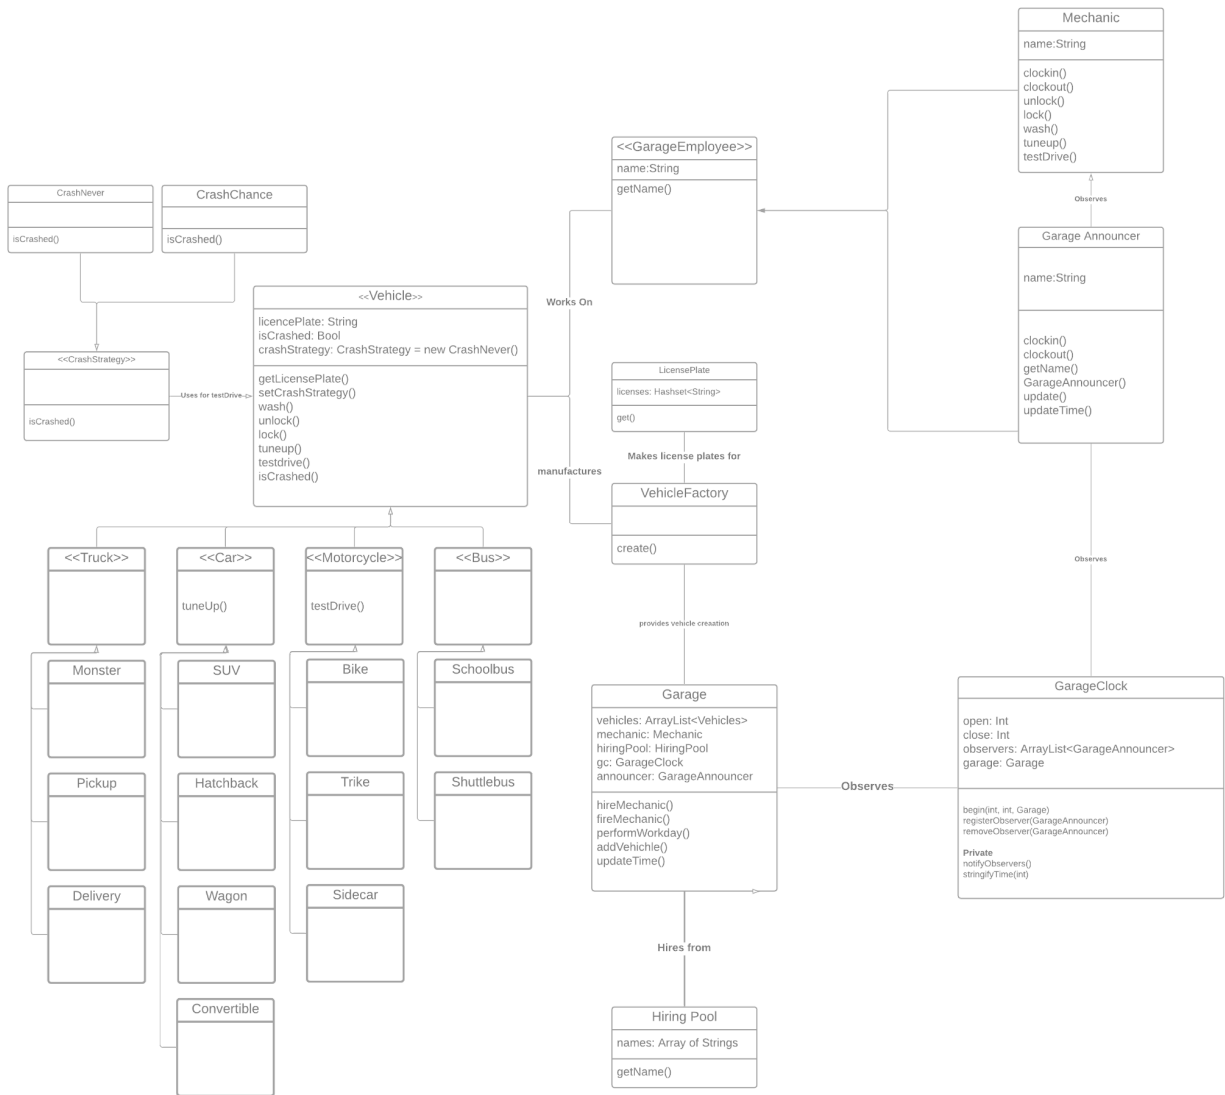 Mechanic
name:String
clockin()
clockout()
unlock()
lock()
wash()
tuneup()
testDrive()
<<GarageEmployee>>
name:String
getName()
CrashNever
isCrashed()
CrashChance
isCrashed()
Observes
Garage Announcer
name:String
clockin()
clockout()
getName()
GarageAnnouncer()
update()
updateTime()
<<Vehicle>>
licencePlate: String
isCrashed: Bool
crashStrategy: CrashStrategy = new CrashNever()
getLicensePlate()
setCrashStrategy()
wash()
unlock()
lock()
tuneup()
testdrive()
isCrashed()
Works On
<<CrashStrategy>>
isCrashed()
Uses for testDrive
LicensePlate
licenses: Hashset<String>
get()
Makes license plates for
manufactures
VehicleFactory
create()
<<Truck>>
<<Car>>
tuneUp()
<<Motorcycle>>
testDrive()
<<Bus>>
Observes
provides vehicle creaation
Monster
SUV
Bike
Schoolbus
Pickup
Hatchback
Trike
Shuttlebus
Delivery
Wagon
Sidecar
Convertible
Garage
vehicles: ArrayList<Vehicles>
mechanic: Mechanic
hiringPool: HiringPool
gc: GarageClock
announcer: GarageAnnouncer
hireMechanic()
fireMechanic()
performWorkday()
addVehichle()
updateTime()
Observes
GarageClock
open: Int
close: Int
observers: ArrayList<GarageAnnouncer>
garage: Garage
begin(int, int, Garage)
registerObserver(GarageAnnouncer)
removeObserver(GarageAnnouncer)
Private
notifyObservers()
stringifyTime(int)
Hires from
Hiring Pool
names: Array of Strings
getName()